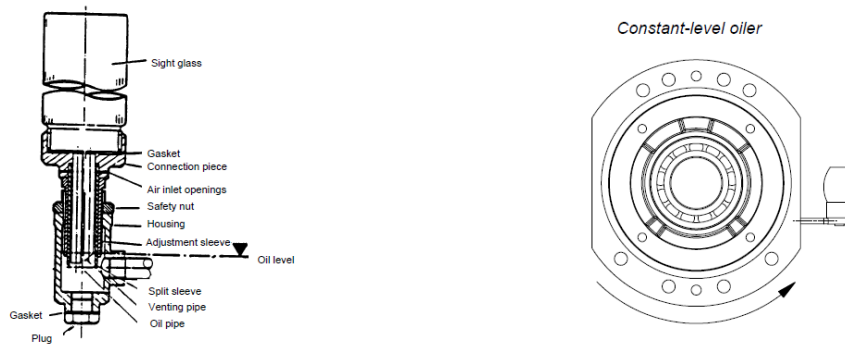 Constant-level oiler
Sight glass
Gasket
Connection piece
Air inlet openings
Safety nut
Housing
Adjustment sleeve
Oil level
Split sleeve
Venting pipe
Gasket
Oil pipe
Plug